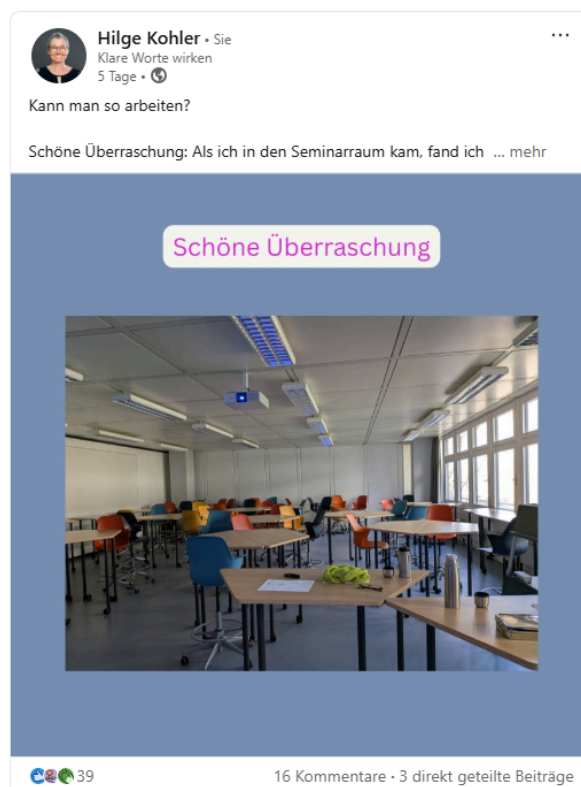 Hilge Kohler • Sie
Klare Worte wirken
5 Tage •
Kann man so arbeiten?
Schöne Überraschung: Als ich in den Seminarraum kam, fand ich ... mehr
Schöne Überraschung
39
16 Kommentare • 3 direkt geteilte Beiträge